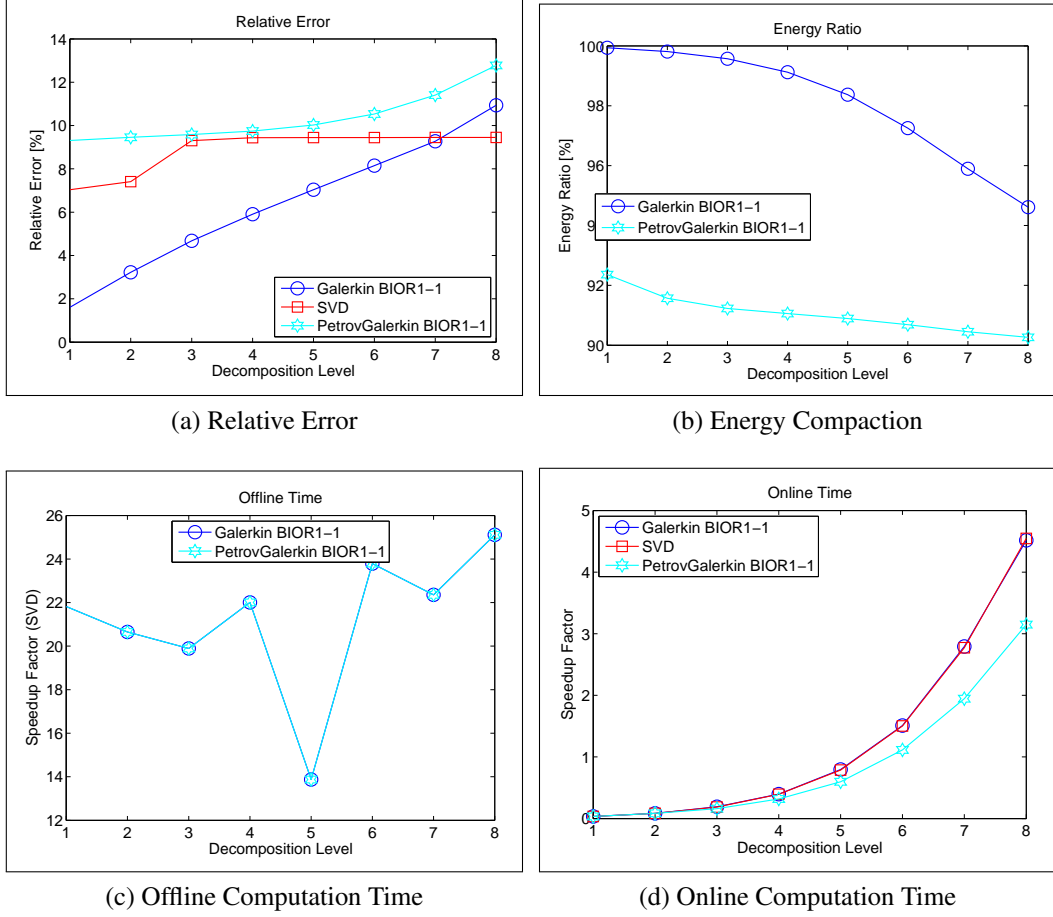 Relative Error
14
12
10
8
6
4
2
0
Relative Error [%]
Galerkin BIOR1−1
SVD
PetrovGalerkin BIOR1−1
1 2 3 4 5 6 7 8
Decomposition Level
(a) Relative Error
Energy Ratio
100
98
96
94
92
90
Energy Ratio [%]
Galerkin BIOR1−1
PetrovGalerkin BIOR1−1
1 2 3 4 5 6 7 8
Decomposition Level
(b) Energy Compaction
Offline Time
26
24
22
20
18
16
14
12
Speedup Factor (SVD)
Galerkin BIOR1−1
PetrovGalerkin BIOR1−1
1 2 3 4 5 6 7 8
Decomposition Level
(c) Offline Computation Time
Online Time
5
4
3
2
1
0
Speedup Factor
Galerkin BIOR1−1
SVD
PetrovGalerkin BIOR1−1
1 2 3 4 5 6 7 8
Decomposition Level
(d) Online Computation Time